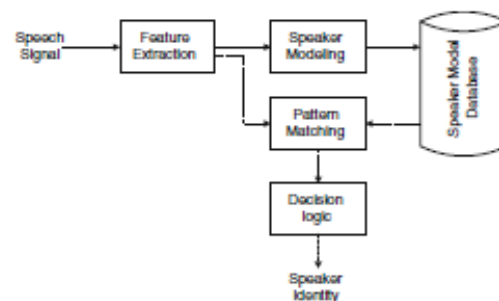 Speech
Signal
Feature
Extraction
Speaker
Modeling
Speaker Model
Database
Pattern
Matching
Decision
logic
Speaker
Identity